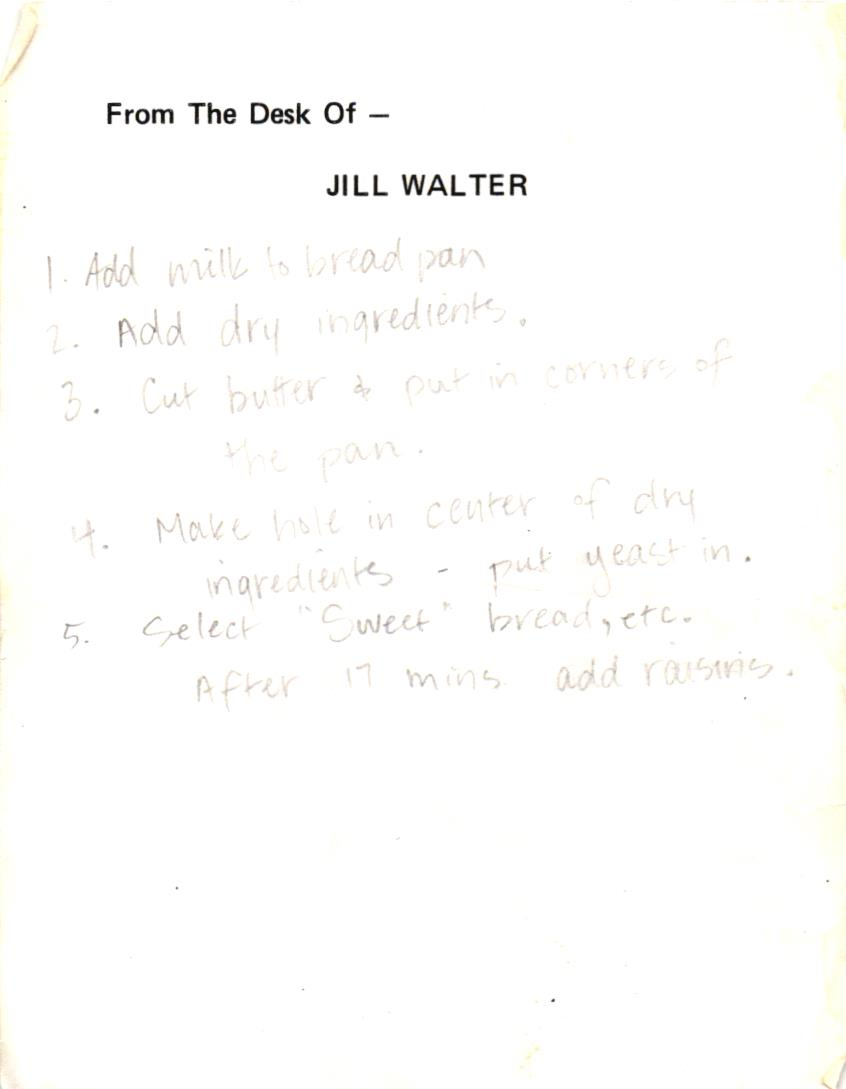 From The Desk Of —
JILL WALTER
1. Add milk to bread pan
2. Add dry ingredients.
3. Cut butter & put in corners of
the pan.
4. Make hole in center of dry
ingredients - put yeast in.
5. Select "Sweet" bread, etc.
After 17 mins add raisins.